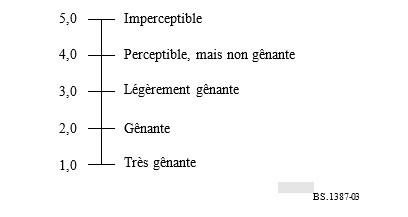 5,0 Imperceptible
4,0 Perceptible, mais non gênante
3,0 Légèrement gênante
2,0 Gênante
1,0 Très gênante
BS.1387-03